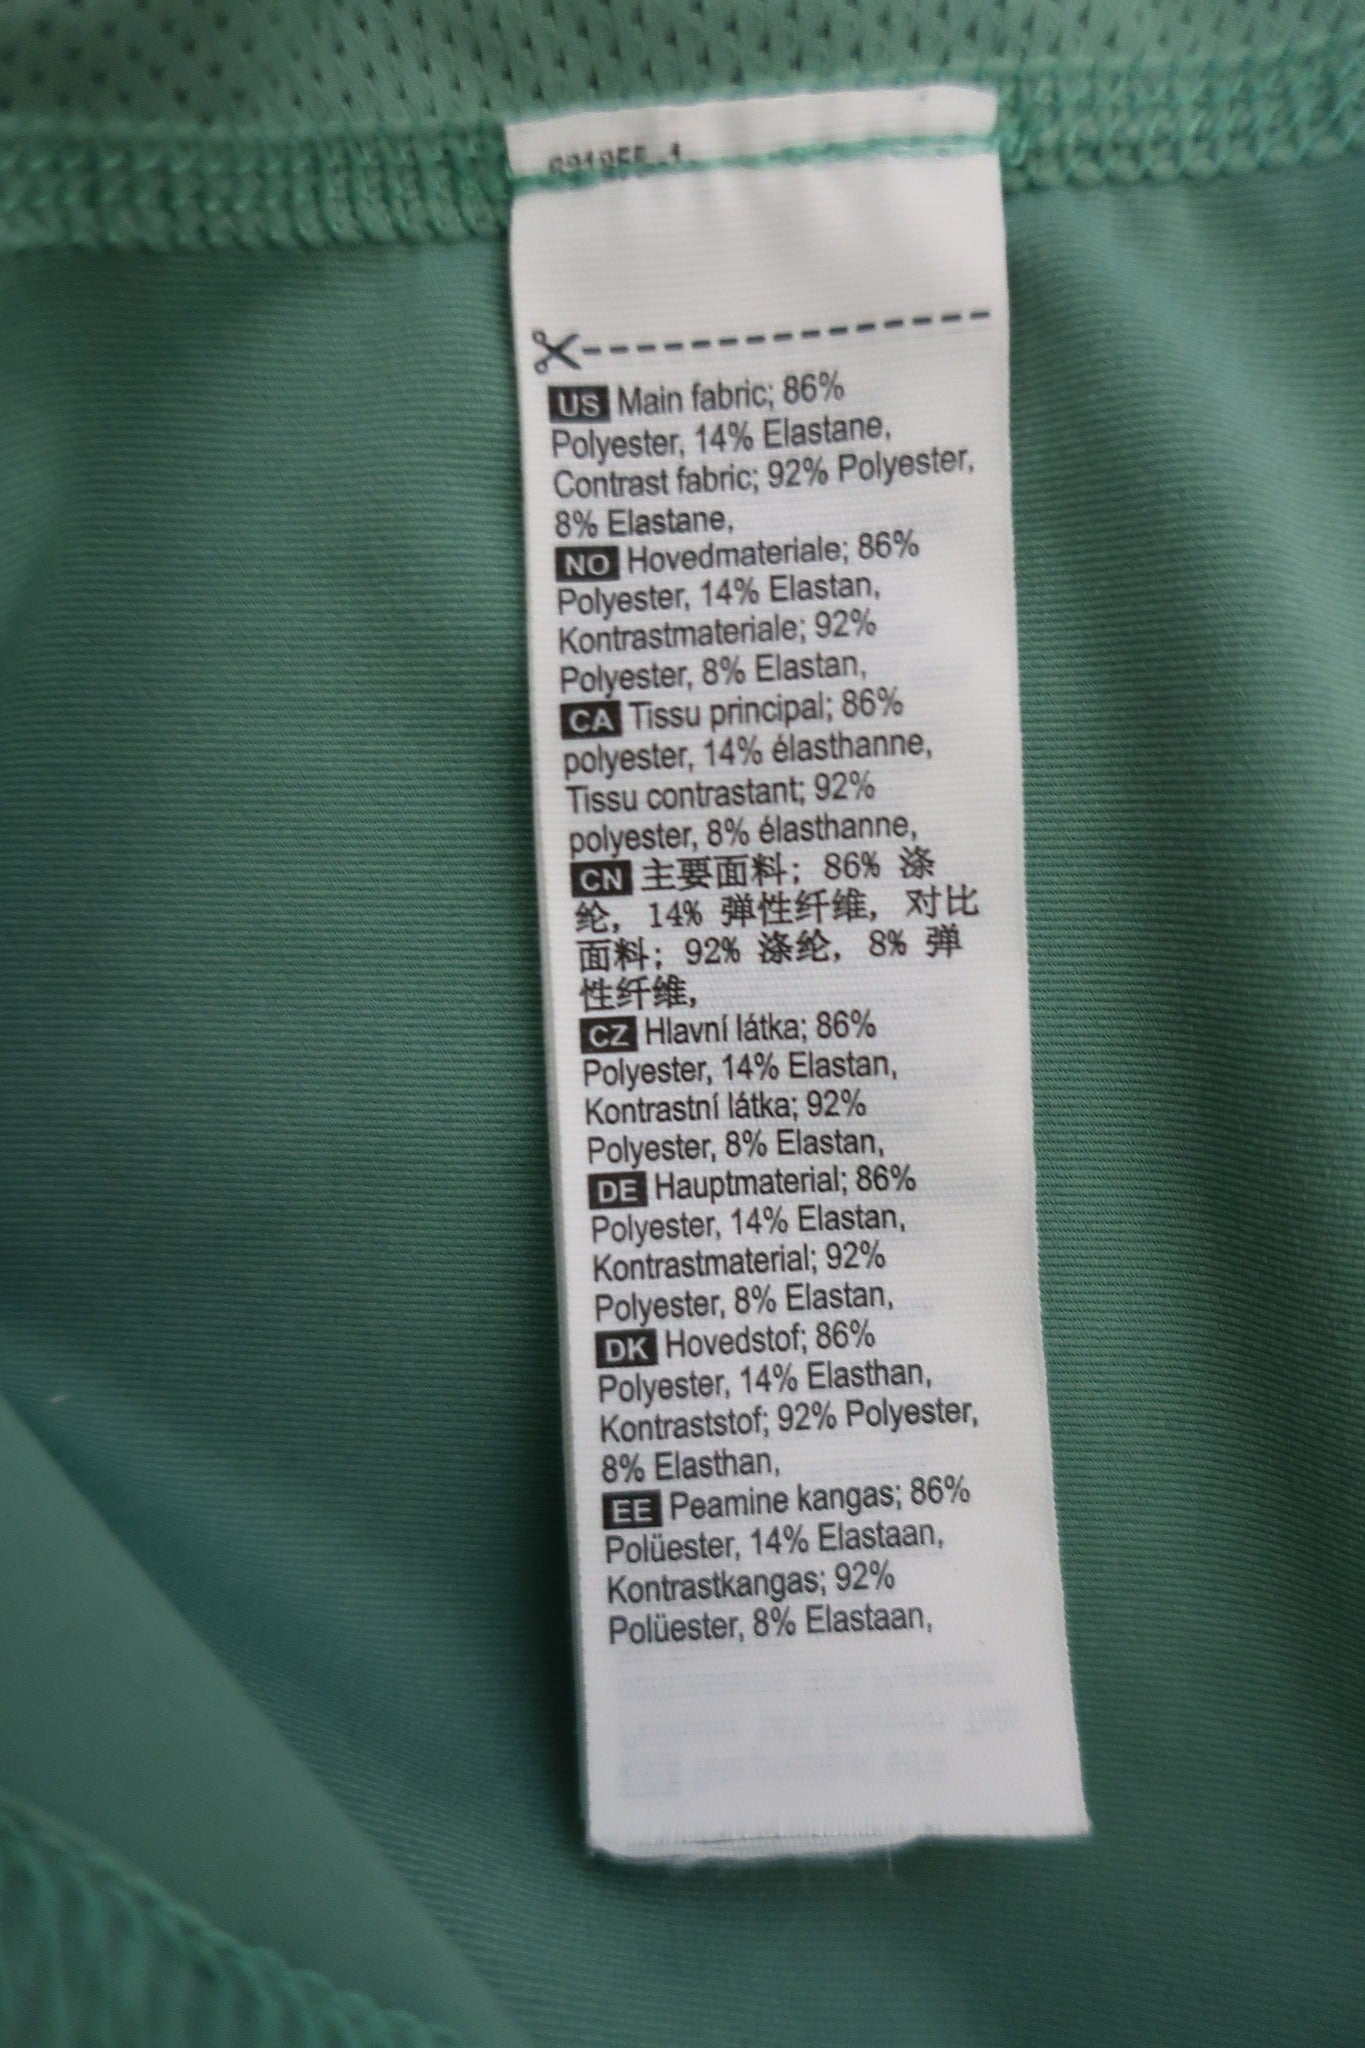 US Main fabric; 86%
Polyester, 14% Elastane,
Contrast fabric; 92% Polyester,
8% Elastane,
NO Hovedmateriale; 86%
Polyester, 14% Elastan,
Kontrastmateriale; 92%
Polyester, 8% Elastan,
CA Tissu principal; 86%
polyester, 14% élasthanne,
Tissu contrastant; 92%
polyester, 8% élasthanne,
CN 主要面料; 86% 涤
纶, 14% 弹性纤维, 对比
面料; 92% 涤纶, 8% 弹
性纤维,
CZ Hlavní látka; 86%
Polyester, 14% Elastan,
Kontrastní látka; 92%
Polyester, 8% Elastan,
DE Hauptmaterial; 86%
Polyester, 14% Elastan,
Kontrastmaterial; 92%
Polyester, 8% Elastan,
DK Hovedstof; 86%
Polyester, 14% Elasthan,
Kontraststof; 92% Polyester,
8% Elasthan,
EE Peamine kangas; 86%
Polüester, 14% Elastaan,
Kontrastkangas; 92%
Polüester, 8% Elastaan,